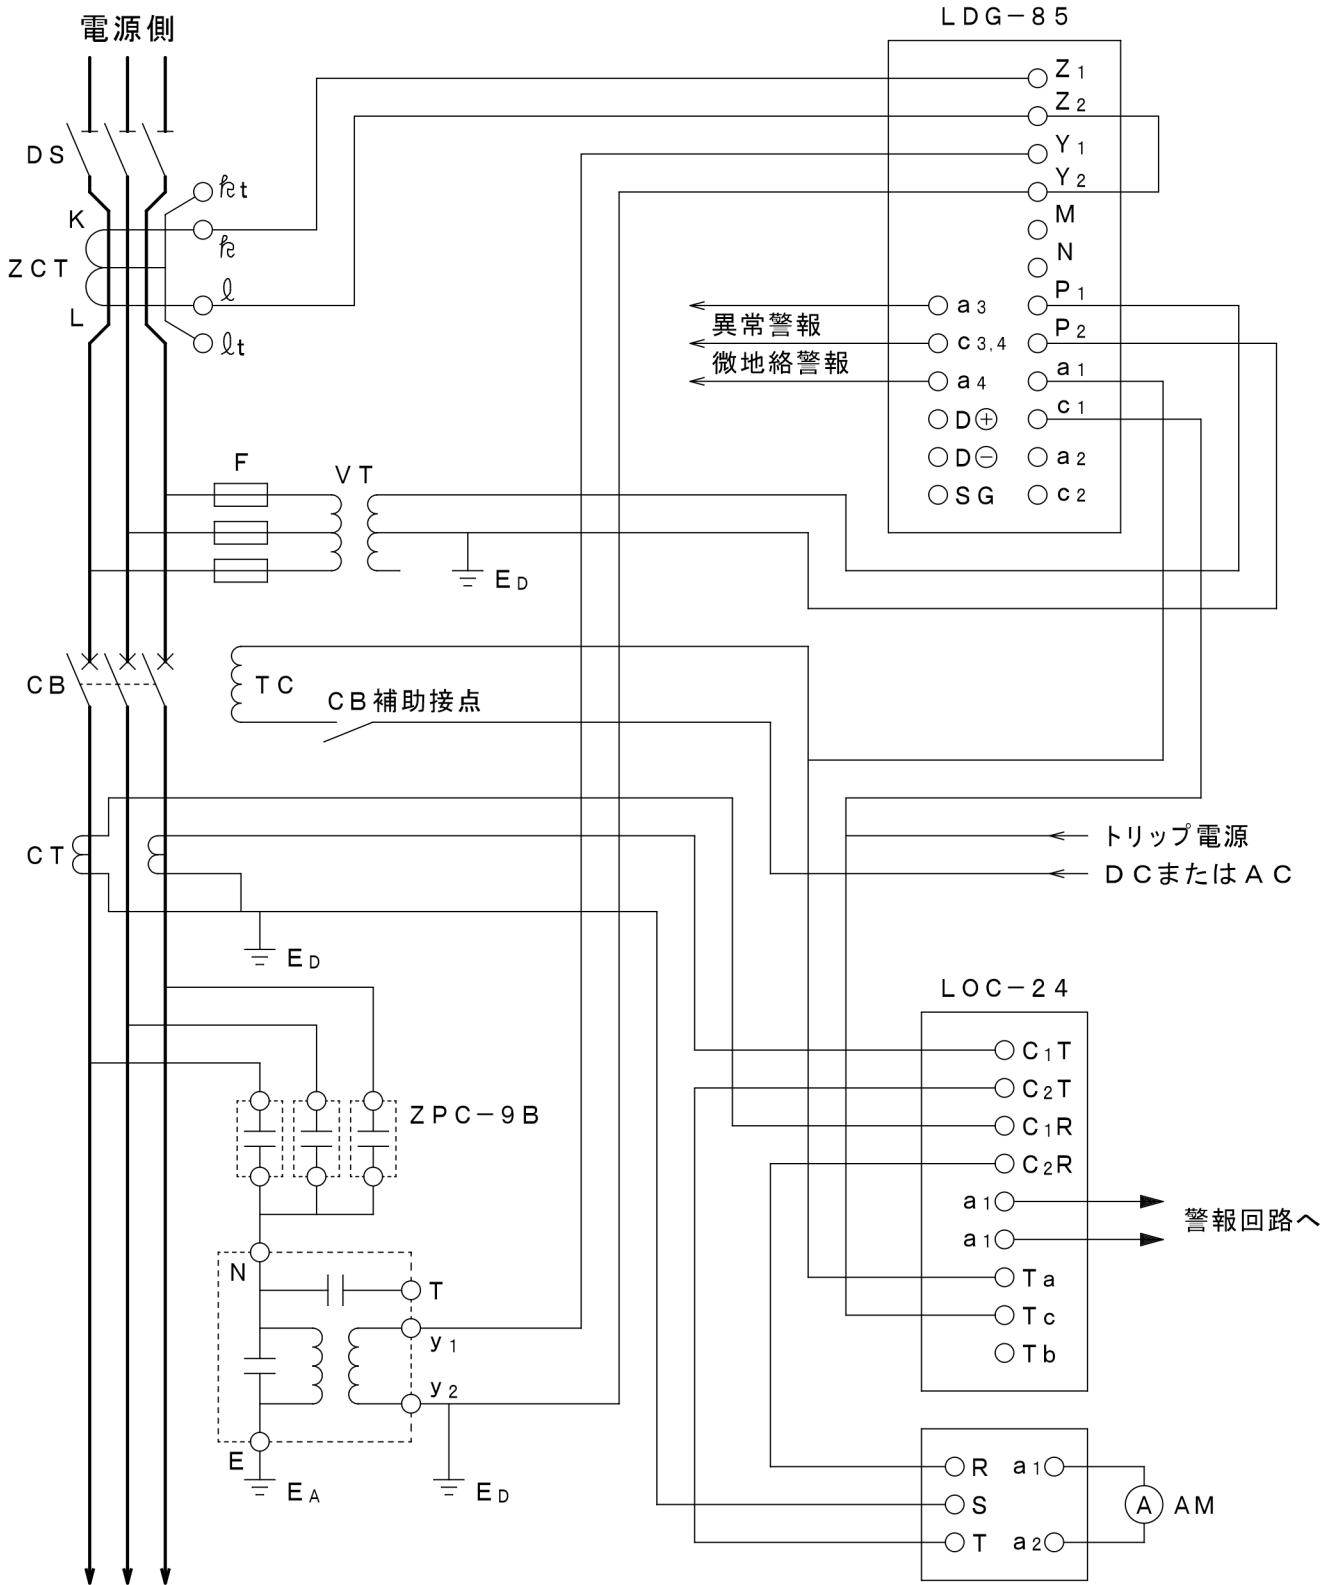 電源側
LDG-85
Z1
Z2
Y1
Y2
M
N
P1
P2
a1
c1
a2
c2
a3
c3,4
a4
D⊕
D⊖
SG
異常警報
微地絡警報
DS
K
ZCT
L
kt
k
ℓ
ℓt
F
VT
ED
CB
TC
CB補助接点
CT
ED
トリップ電源
DCまたはAC
ZPC-9B
N
T
y1
y2
E
EA
ED
LOC-24
C1T
C2T
C1R
C2R
a1
a1
Ta
Tc
Tb
警報回路へ
R
S
T
a1
a2
A
AM